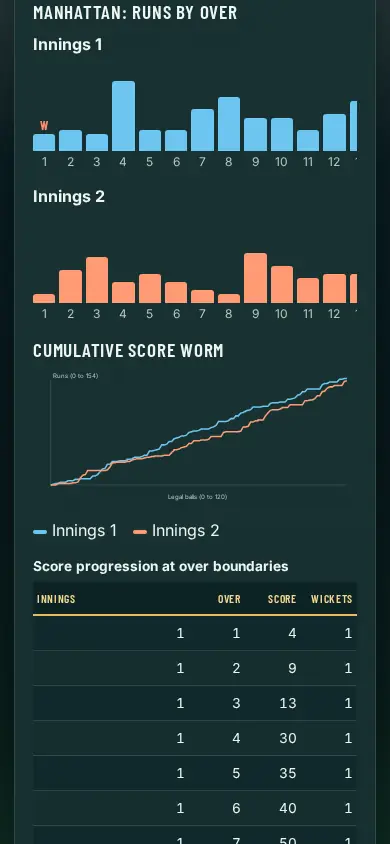 MANHATTAN: RUNS BY OVER
Innings 1
W
1 2 3 4 5 6 7 8 9 10 11 12
Innings 2
1 2 3 4 5 6 7 8 9 10 11 12
CUMULATIVE SCORE WORM
Runs (0 to 154)
Legal balls (0 to 120)
Innings 1 Innings 2
Score progression at over boundaries
INNINGS OVER SCORE WICKETS
1 1 4 1
1 2 9 1
1 3 13 1
1 4 30 1
1 5 35 1
1 6 40 1
1 7 50 1